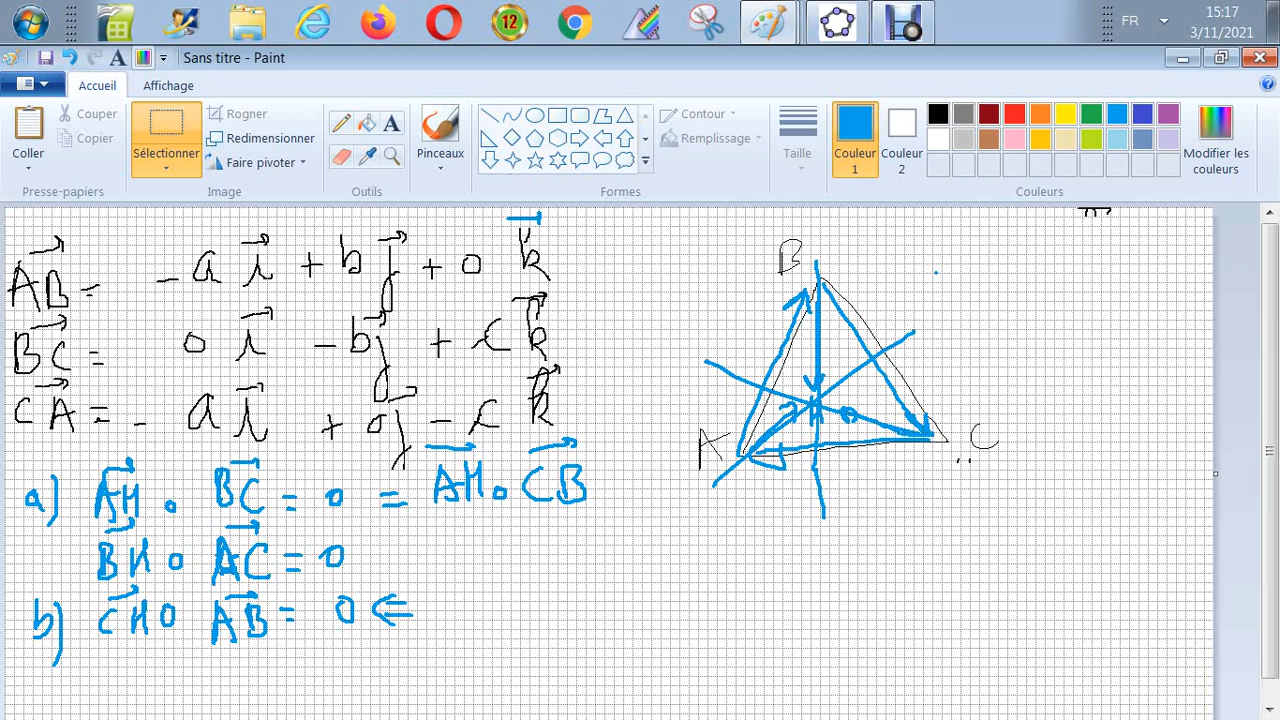 12
FR
15:17
3/11/2021
Sans titre - Paint
Accueil
Affichage
Coller
Couper
Copier
Presse-papiers
Sélectionner
Rogner
Redimensionner
Faire pivoter
Image
Outils
Pinceaux
Contour
Remplissage
Formes
Taille
Couleur 1
Couleur 2
Modifier les couleurs
Couleurs
AB⃗ = -a i⃗ + b j⃗ + 0 k⃗
BC⃗ = 0 i⃗ - b j⃗ + c k⃗
CA⃗ = - a i⃗ + 0 j⃗ - c k⃗
a) AH⃗ . BC⃗ = 0 = AH⃗ . CB⃗
BH⃗ . AC⃗ = 0
b) CH⃗ . AB⃗ = 0 ⇐
B
A
C
H